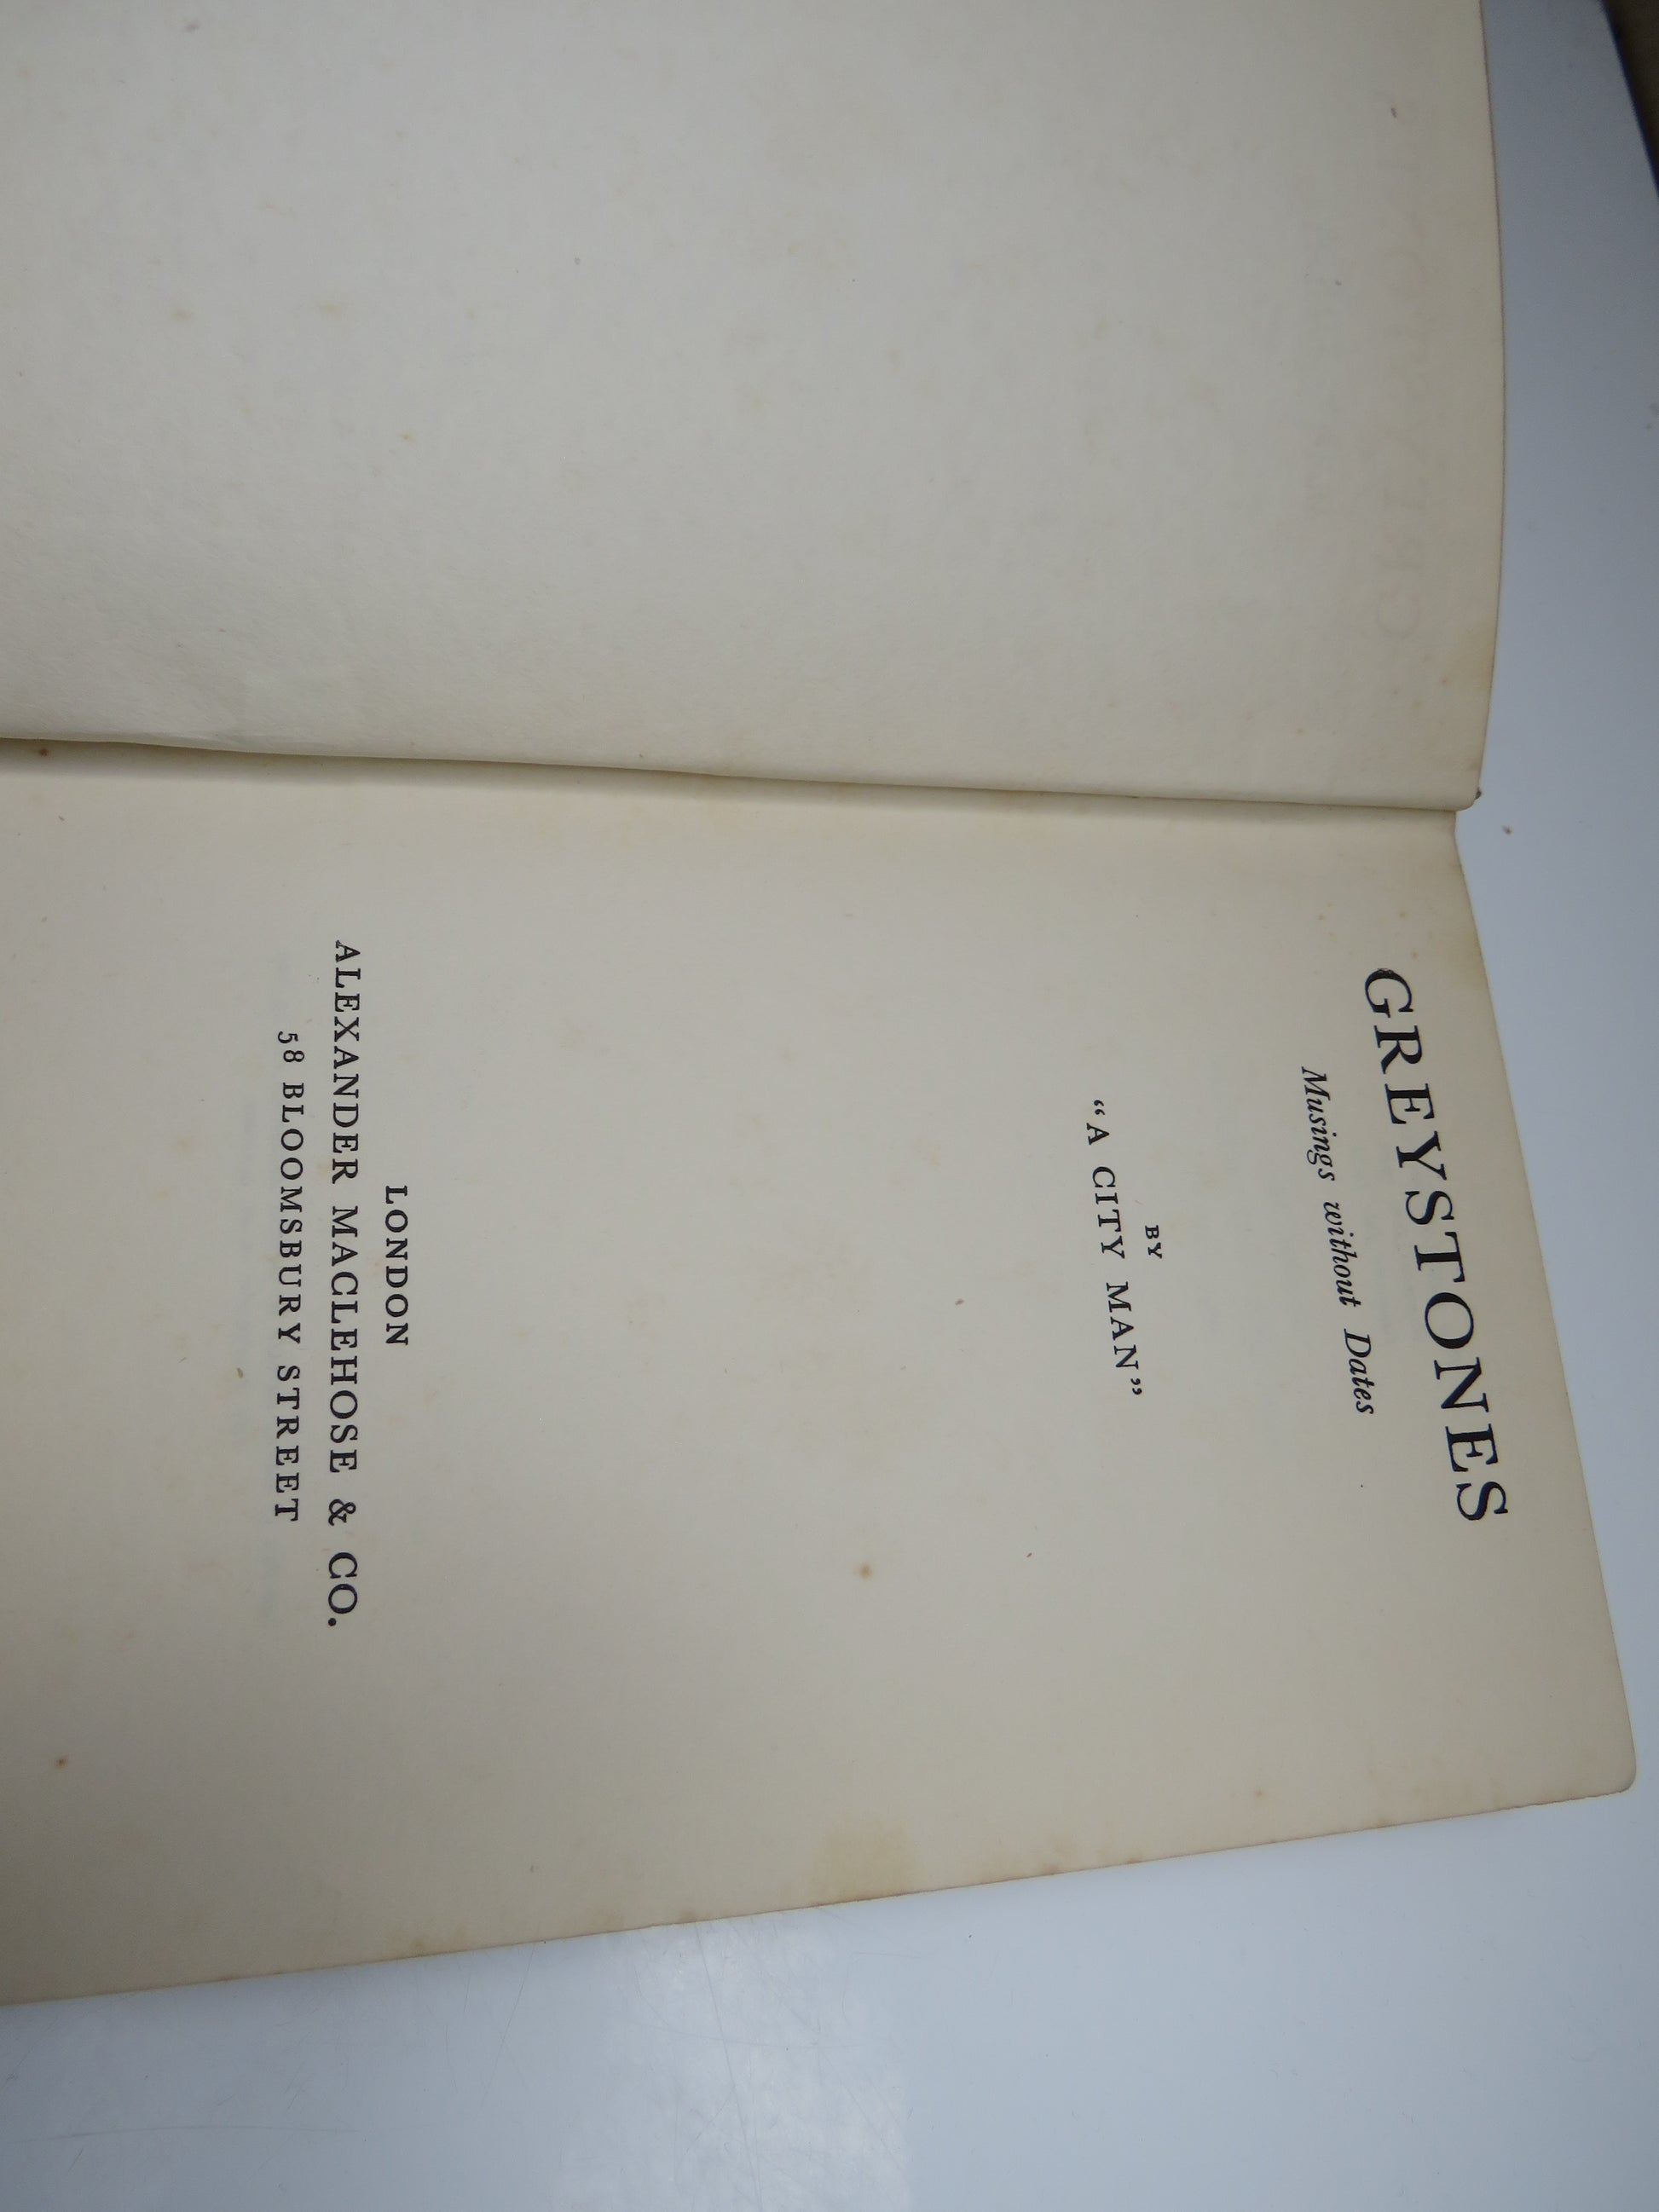 GREYSTONES
Musings without Dates
BY
“A CITY MAN”
LONDON
ALEXANDER MACLEHOSE & CO.
58 BLOOMSBURY STREET